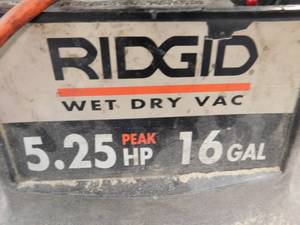 RIDGID
WET DRY VAC
5.25 PEAK HP 16 GAL